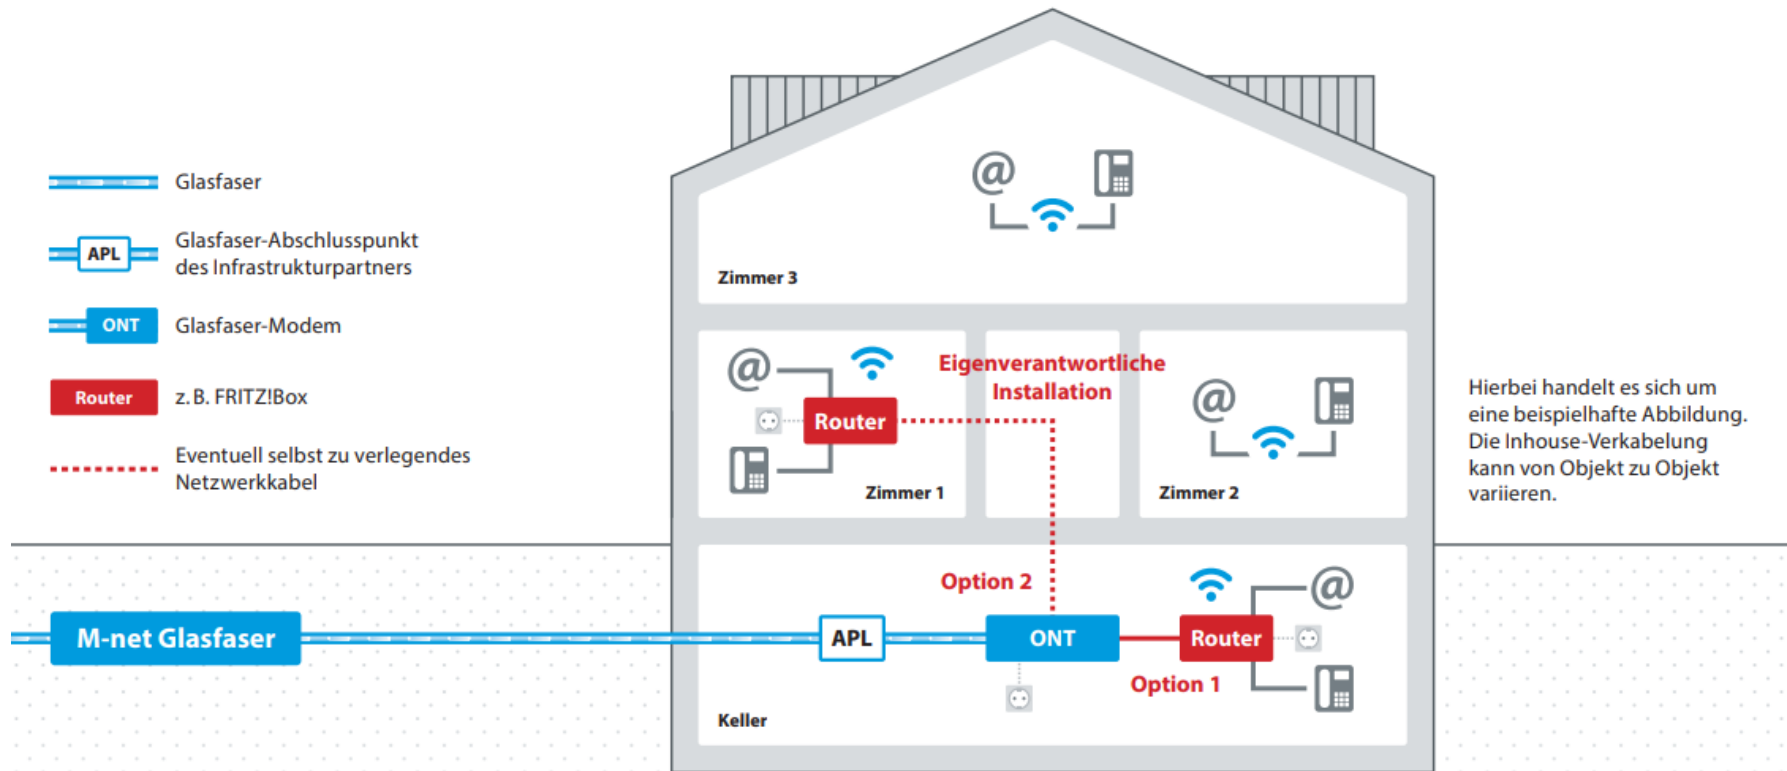 Glasfaser
APL
Glasfaser-Abschlusspunkt
des Infrastrukturpartners
ONT
Glasfaser-Modem
Router
z. B. FRITZ!Box
Eventuell selbst zu verlegendes
Netzwerkkabel
M-net Glasfaser
@
Zimmer 3
@
Router
Zimmer 1
Eigenverantwortliche
Installation
@
Zimmer 2
Option 2
APL
ONT
Router
@
Option 1
Keller
Hierbei handelt es sich um
eine beispielhafte Abbildung.
Die Inhouse-Verkabelung
kann von Objekt zu Objekt
variieren.